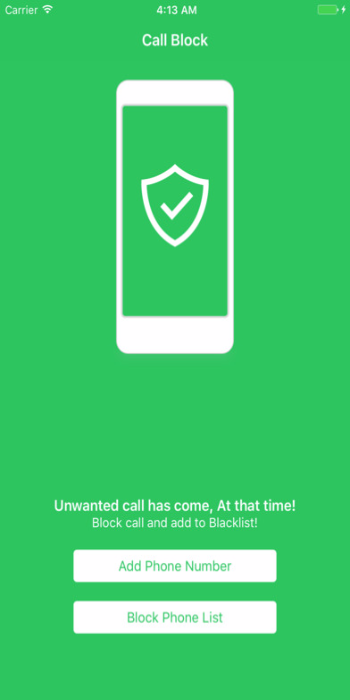 Carrier 4:13 AM
Call Block
Unwanted call has come, At that time!
Block call and add to Blacklist!
Add Phone Number
Block Phone List